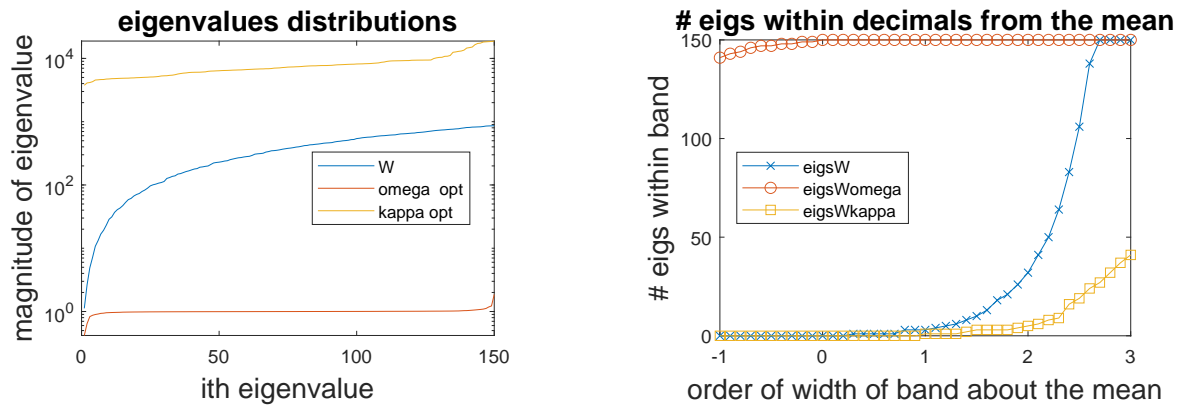 eigenvalues distributions
magnitude of eigenvalue
10^4
10^2
10^0
0
50
100
150
ith eigenvalue
W
omega opt
kappa opt
# eigs within decimals from the mean
# eigs within band
150
100
50
0
-1
0
1
2
3
order of width of band about the mean
eigsW
eigsWomega
eigsWkappa